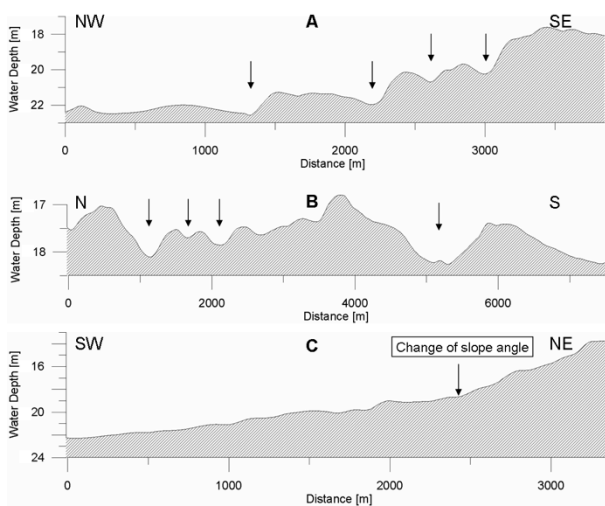 NW A SE
Water Depth [m]
18
20
22
0 1000 2000 3000
Distance [m]
N B S
Water Depth [m]
17
18
0 2000 4000 6000
Distance [m]
SW C NE
Change of slope angle
Water Depth [m]
16
20
24
0 1000 2000 3000
Distance [m]